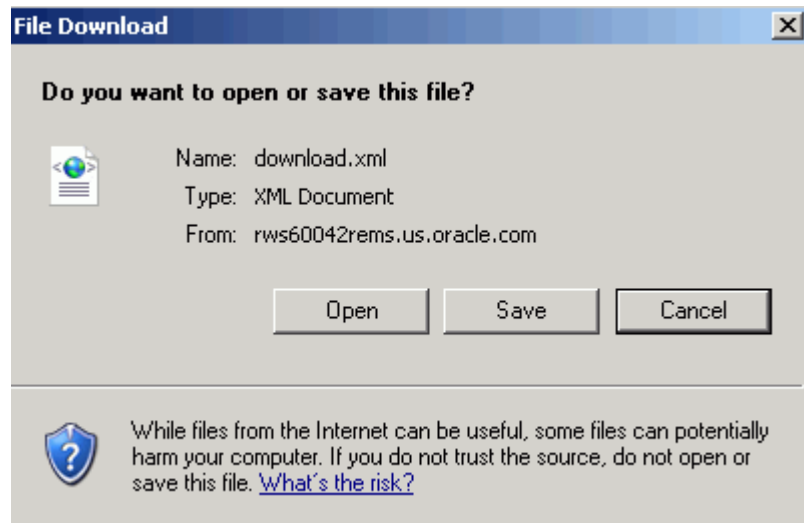 File Download
Do you want to open or save this file?
Name: download.xml
Type: XML Document
From: rws60042rems.us.oracle.com
Open Save Cancel
While files from the Internet can be useful, some files can potentially
harm your computer. If you do not trust the source, do not open or
save this file. What's the risk?